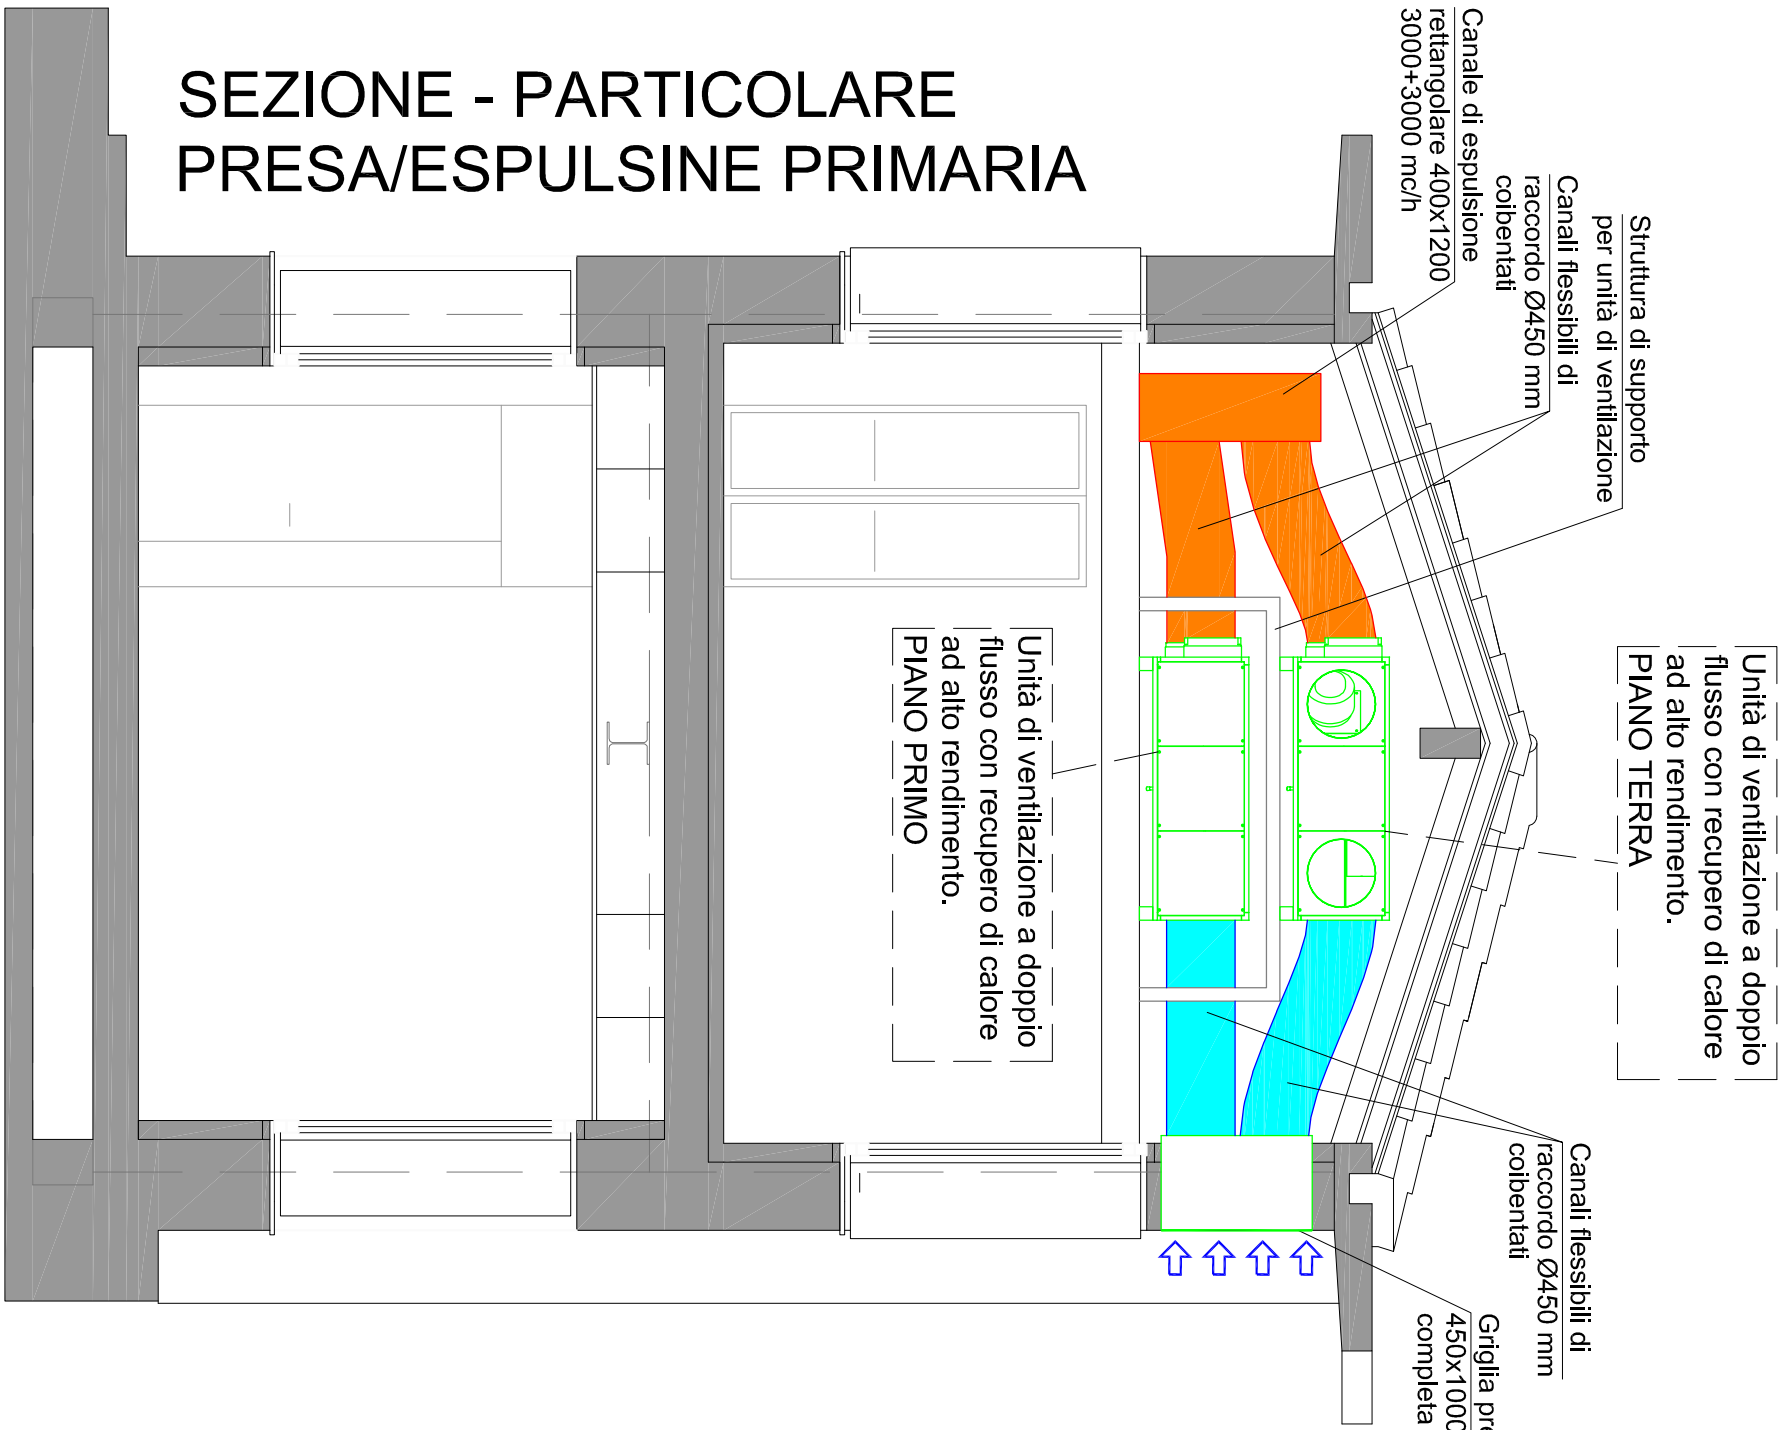 SEZIONE - PARTICOLARE
PRESA/ESPULSINE PRIMARIA
Canale di espulsione
rettangolare 400x1200
3000+3000 mc/h
Canali flessibili di
raccordo Ø450 mm
coibentati
Struttura di supporto
per unità di ventilazione
Unità di ventilazione a doppio
flusso con recupero di calore
ad alto rendimento.
PIANO TERRA
Unità di ventilazione a doppio
flusso con recupero di calore
ad alto rendimento.
PIANO PRIMO
Canali flessibili di
raccordo Ø450 mm
coibentati
Griglia
450x1000
completa